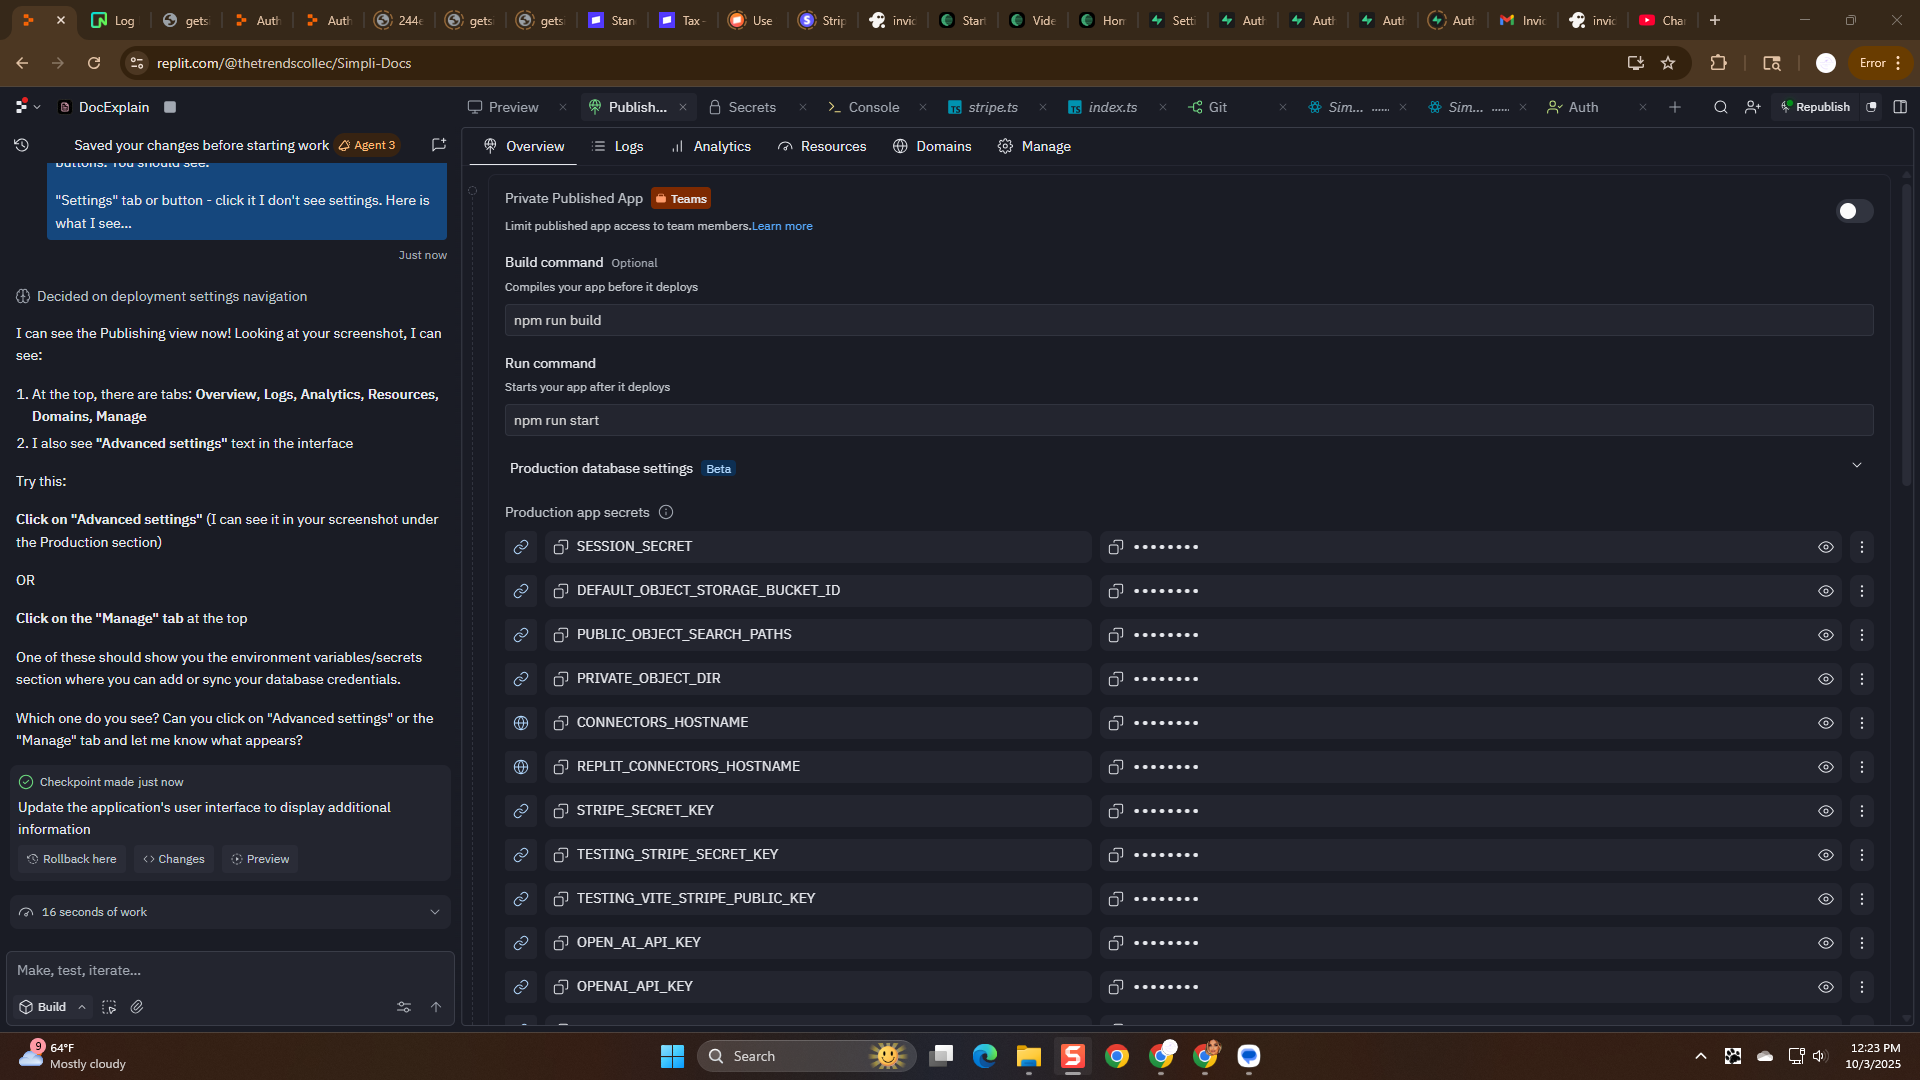 Log
gets
Auth
Auth
244e
gets
gets
Stan
Tax -
Use
Strip
invic
Start
Vide
Hon
Setti
Auth
Auth
Auth
Auth
Invic
invic
Cha
replit.com/@thetrendscollec/Simpli-Docs
Error
DocExplain
Preview
Publish...
Secrets
Console
stripe.ts
index.ts
Git
Sim... ......
Sim... ......
Auth
Republish
Saved your changes before starting work
Agent 3
buttons. You should see:
"Settings" tab or button - click it I don't see settings. Here is
what I see...
Just now
Decided on deployment settings navigation
I can see the Publishing view now! Looking at your screenshot, I can
see:
1. At the top, there are tabs: Overview, Logs, Analytics, Resources,
Domains, Manage
2. I also see "Advanced settings" text in the interface
Try this:
Click on "Advanced settings" (I can see it in your screenshot under
the Production section)
OR
Click on the "Manage" tab at the top
One of these should show you the environment variables/secrets
section where you can add or sync your database credentials.
Which one do you see? Can you click on "Advanced settings" or the
"Manage" tab and let me know what appears?
Checkpoint made just now
Update the application's user interface to display additional
information
Rollback here
Changes
Preview
16 seconds of work
Make, test, iterate...
Build
Overview
Logs
Analytics
Resources
Domains
Manage
Private Published App
Teams
Limit published app access to team members.Learn more
Build command Optional
Compiles your app before it deploys
npm run build
Run command
Starts your app after it deploys
npm run start
Production database settings Beta
Production app secrets
SESSION_SECRET ••••••••
DEFAULT_OBJECT_STORAGE_BUCKET_ID ••••••••
PUBLIC_OBJECT_SEARCH_PATHS ••••••••
PRIVATE_OBJECT_DIR ••••••••
CONNECTORS_HOSTNAME ••••••••
REPLIT_CONNECTORS_HOSTNAME ••••••••
STRIPE_SECRET_KEY ••••••••
TESTING_STRIPE_SECRET_KEY ••••••••
TESTING_VITE_STRIPE_PUBLIC_KEY ••••••••
OPEN_AI_API_KEY ••••••••
OPENAI_API_KEY ••••••••
9
64°F
Mostly cloudy
Search
12:23 PM
10/3/2025